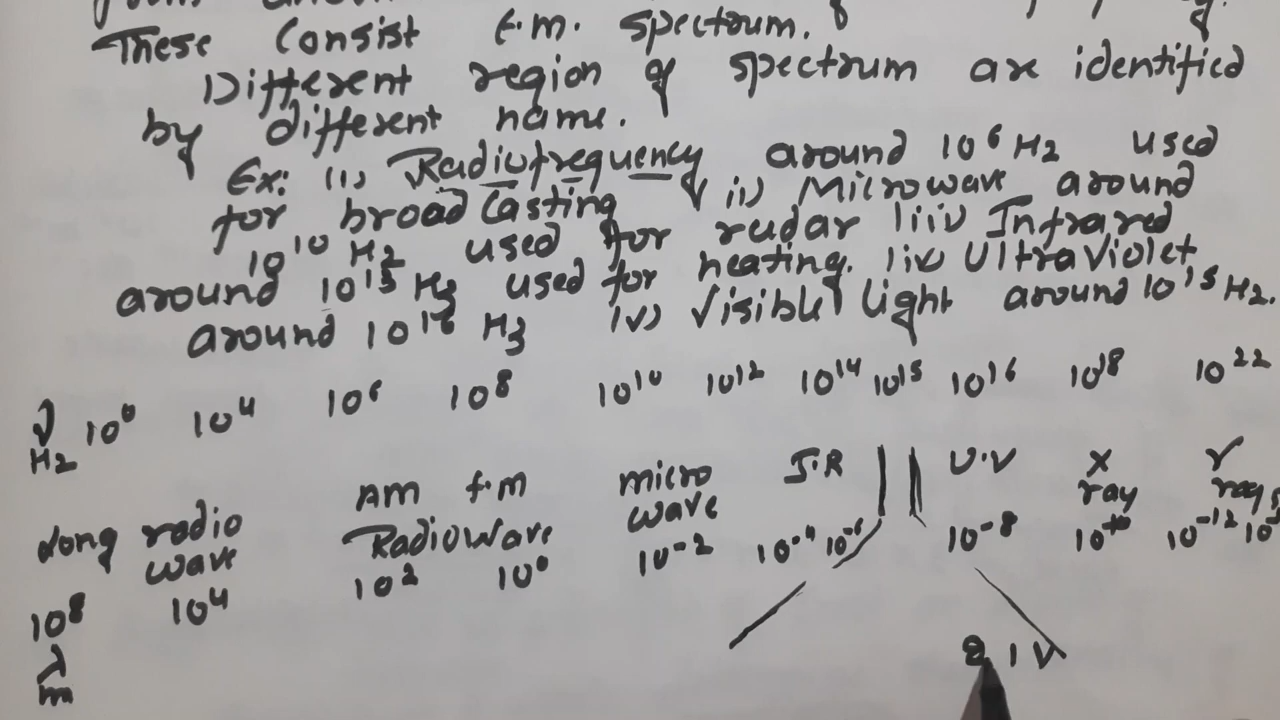 These Consist E.m. spectrum.
Different region of spectrum are identified
by different name.
Ex: (i) Radiofrequency around 10⁶ Hz used
for broad Casting ii) Microwave around
10¹⁰ Hz used for radar (iii) Infrared
around 10¹³ Hz used for heating. (iv) UltraViolet
around 10¹⁶ Hz (v) Visible light around 10¹⁵ Hz.
ν 10⁰ 10⁴ 10⁶ 10⁸ 10¹⁰ 10¹² 10¹⁴ 10¹⁵ 10¹⁶ 10¹⁸ 10²²
Hz
AM f.m micro I.R U.V X γ
long radio Radiowave wave ray rays
wave
10⁸ 10⁴ 10² 10⁰ 10⁻² 10⁻⁴ 10⁻⁶ 10⁻⁸ 10⁻¹⁰ 10⁻¹²
λ
m
I V